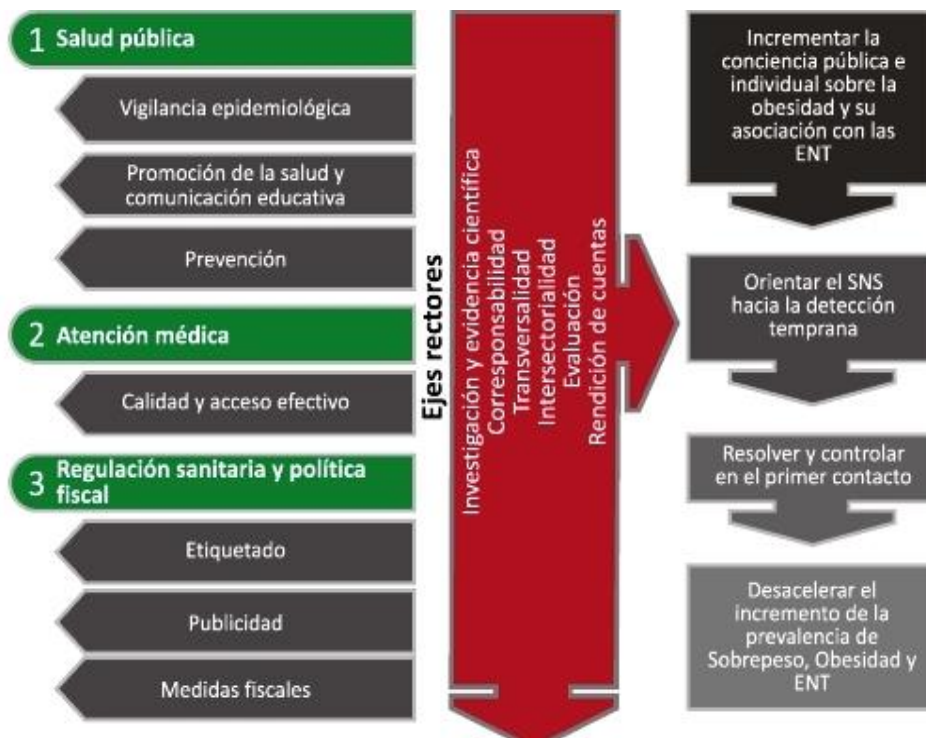 1 Salud pública
Vigilancia epidemiológica
Promoción de la salud y
comunicación educativa
Prevención
2 Atención médica
Calidad y acceso efectivo
3 Regulación sanitaria y política
fiscal
Etiquetado
Publicidad
Medidas fiscales
Ejes rectores
Investigación y evidencia científica
Corresponsabilidad
Transversalidad
Intersectorialidad
Evaluación
Rendición de cuentas
Incrementar la
conciencia pública e
individual sobre la
obesidad y su
asociación con las
ENT
Orientar el SNS
hacia la detección
temprana
Resolver y controlar
en el primer contacto
Desacelerar el
incremento de la
prevalencia de
Sobrepeso, Obesidad y
ENT